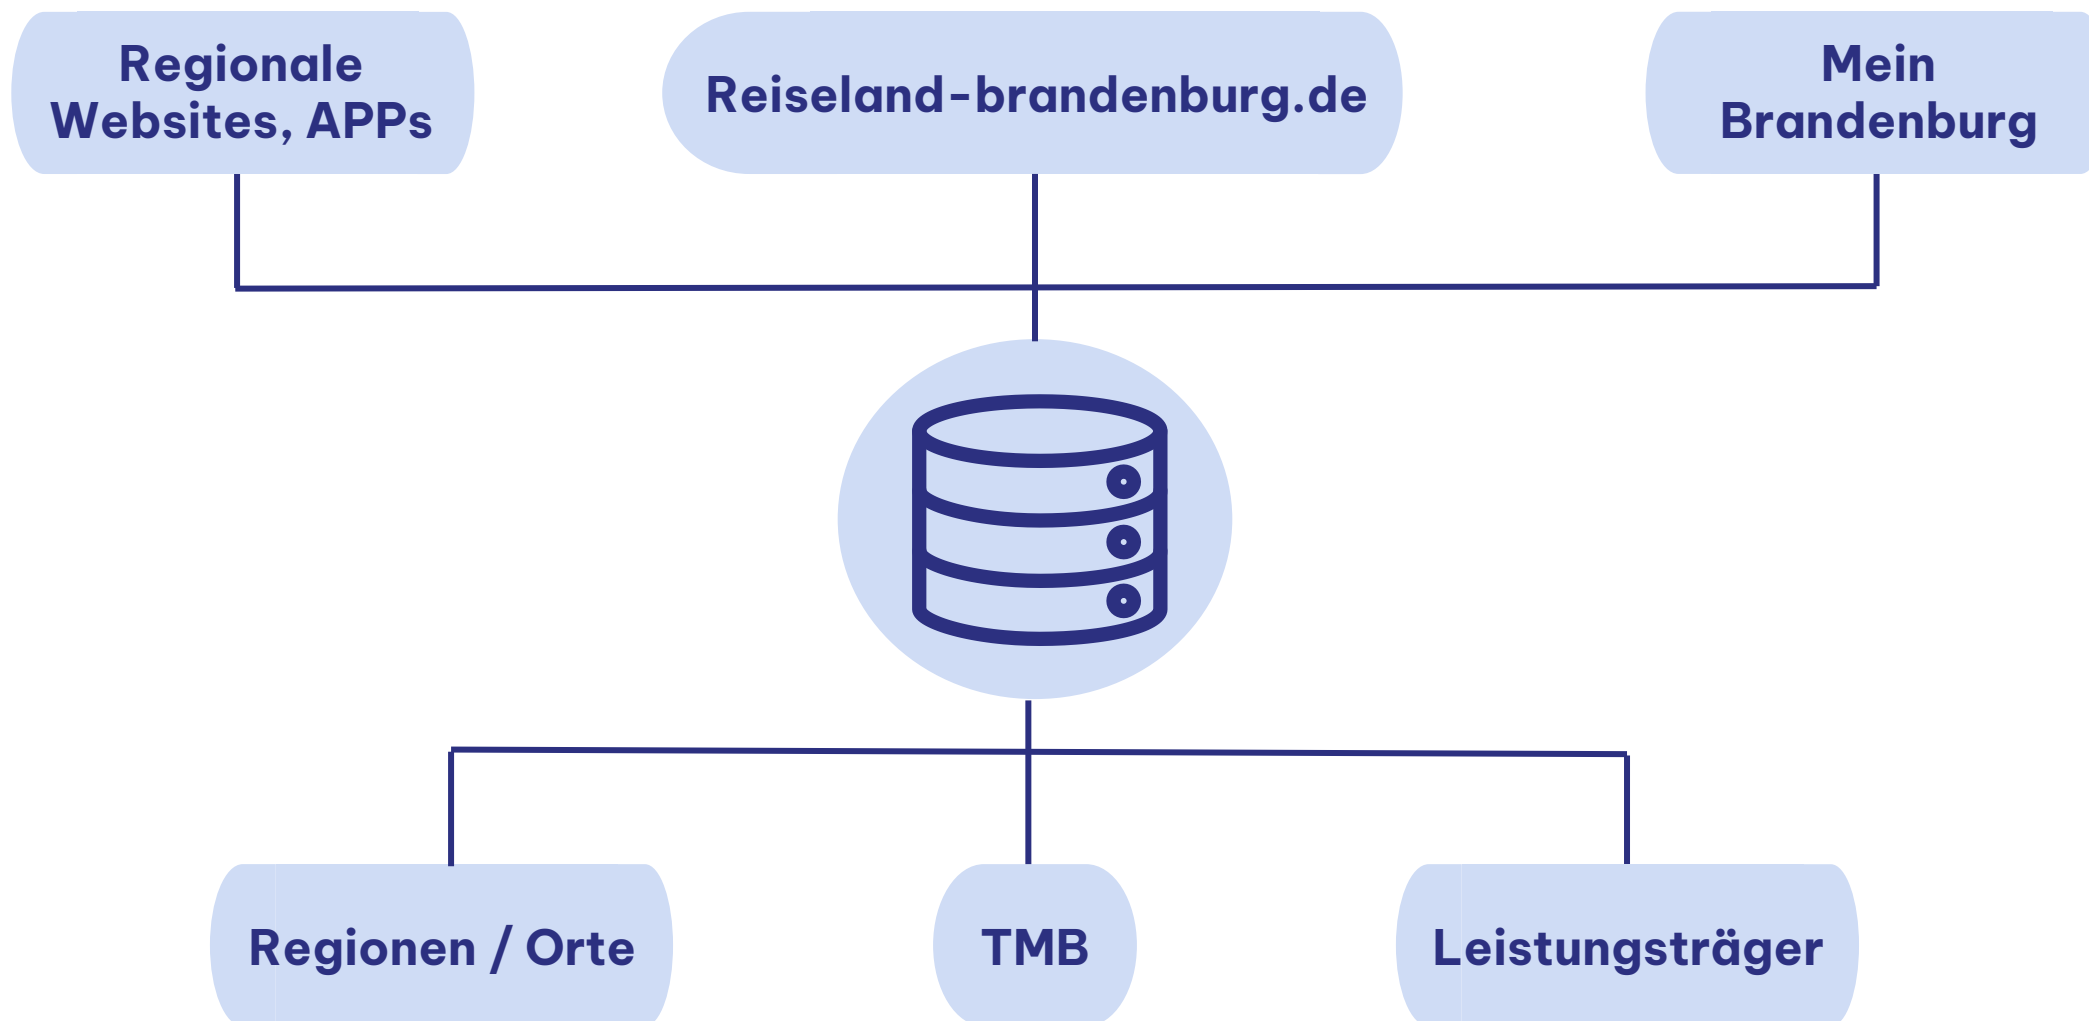 Regionale
Websites, APPs
Reiseland-brandenburg.de
Mein
Brandenburg
Regionen / Orte
TMB
Leistungsträger